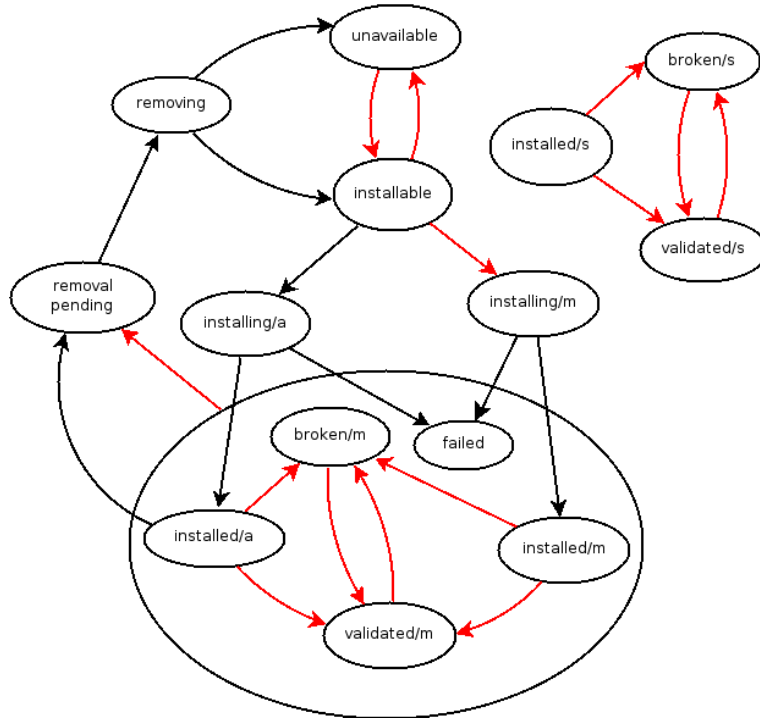 unavailable
broken/s
removing
installed/s
installable
validated/s
removal
pending
installing/a
installing/m
broken/m
failed
installed/a
installed/m
validated/m